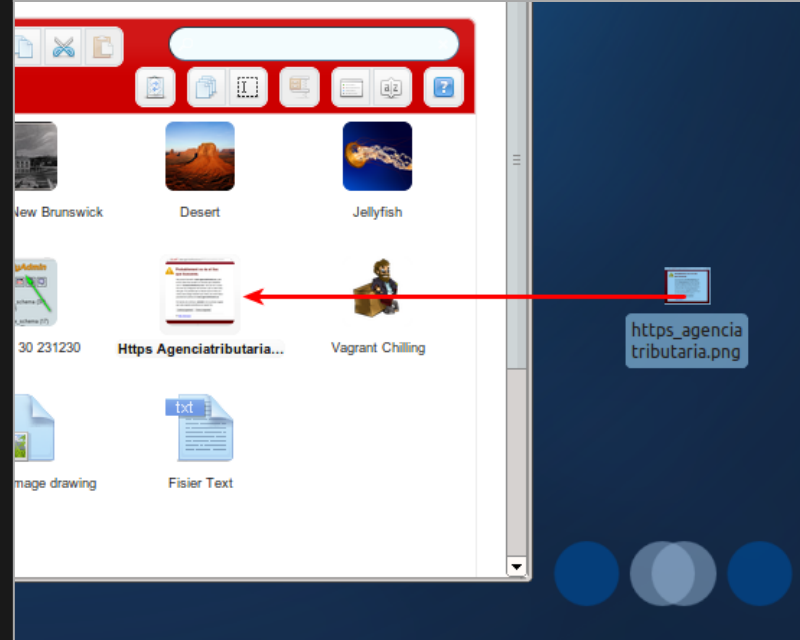 New Brunswick
Desert
Jellyfish
30 231230
Https Agenciatributaria...
Vagrant Chilling
mage drawing
txt
Fisier Text
https_agencia
tributaria.png
a z
?